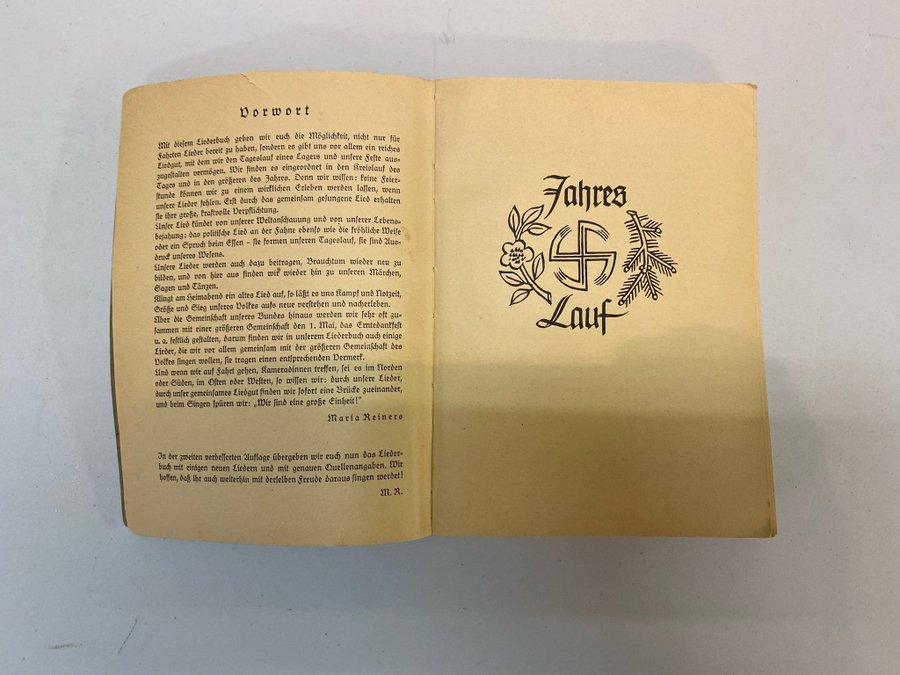 Vorwort
Mit diesem Liederbuch geben wir euch die Möglichkeit, nicht nur für
Fahrten Lieder bereit zu haben, sondern es gibt uns vor allem ein reiches
Liedgut, mit dem wir den Tageslauf eines Lagers und unsere Feste aus-
zugestalten vermögen. Wir finden es eingeordnet in den Kreislauf des
Tages und in den größeren des Jahres. Denn wir wissen: keine Feier-
stunde können wir zu einem wirklichen Erleben werden lassen, wenn
unsere Lieder fehlen. Erst durch das gemeinsam gesungene Lied erhalten
sie ihre große, kraftvolle Verpflichtung.
Unser Lied kündet von unserer Weltanschauung und von unserer Lebens-
bejahung: das politische Lied an der Fahne ebenso wie die fröhliche Weise
oder ein Spruch beim Essen - sie formen unseren Tageslauf, sie sind Aus-
druck unseres Wesens.
Unsere Lieder werden auch dazu beitragen, Brauchtum wieder neu zu
bilden, und von hier aus finden wir wieder hin zu unseren Märchen,
Sagen und Tänzen.
Klingt am Heimabend ein altes Lied auf, so läßt es uns Kampf und Notzeit,
Größe und Sieg unseres Volkes aufs neue verstehen und nacherleben.
Aber die Gemeinschaft unseres Bundes hinaus werden wir sehr oft zu-
sammen mit einer größeren Gemeinschaft den 1. Mai, das Erntedankfest
u. a. festlich gestalten, darum finden wir in unserem Liederbuch auch einige
Lieder, die wir vor allem gemeinsam mit der größeren Gemeinschaft des
Volkes singen wollen, sie tragen einen entsprechenden Vermerk.
Und wenn wir auf Fahrt gehen, Kameradinnen treffen, sei es im Norden
oder Süden, im Osten oder Westen, so wissen wir: durch unsere Lieder,
durch unser gemeinsames Liedgut finden wir sofort eine Brücke zueinander,
und beim Singen spüren wir: „Wir sind eine große Einheit!"
Maria Reiners
In der zweiten verbesserten Auflage übergeben wir euch nun das Lieder-
buch mit einigen neuen Liedern und mit genauen Quellenangaben. Wir
hoffen, daß ihr auch weiterhin mit derselben Freude daraus singen werdet!
M. R.
Jahres
Lauf